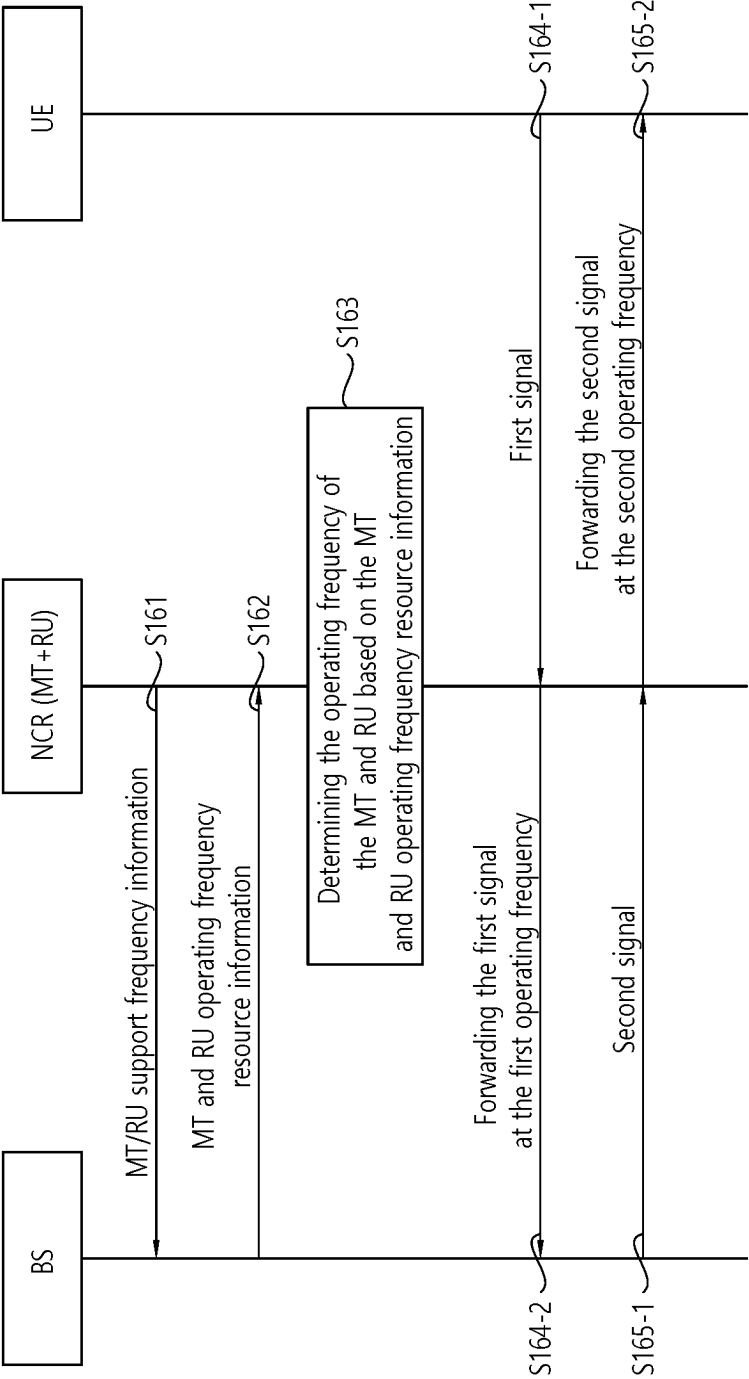 BS
NCR (MT+RU)
UE
MT/RU support frequency information
S161
MT and RU operating frequency
resource information
S162
S163
Determining the operating frequency of
the MT and RU based on the MT
and RU operating frequency resource information
First signal
S164-1
Forwarding the first signal
at the first operating frequency
S164-2
Second signal
S165-1
Forwarding the second signal
at the second operating frequency
S165-2